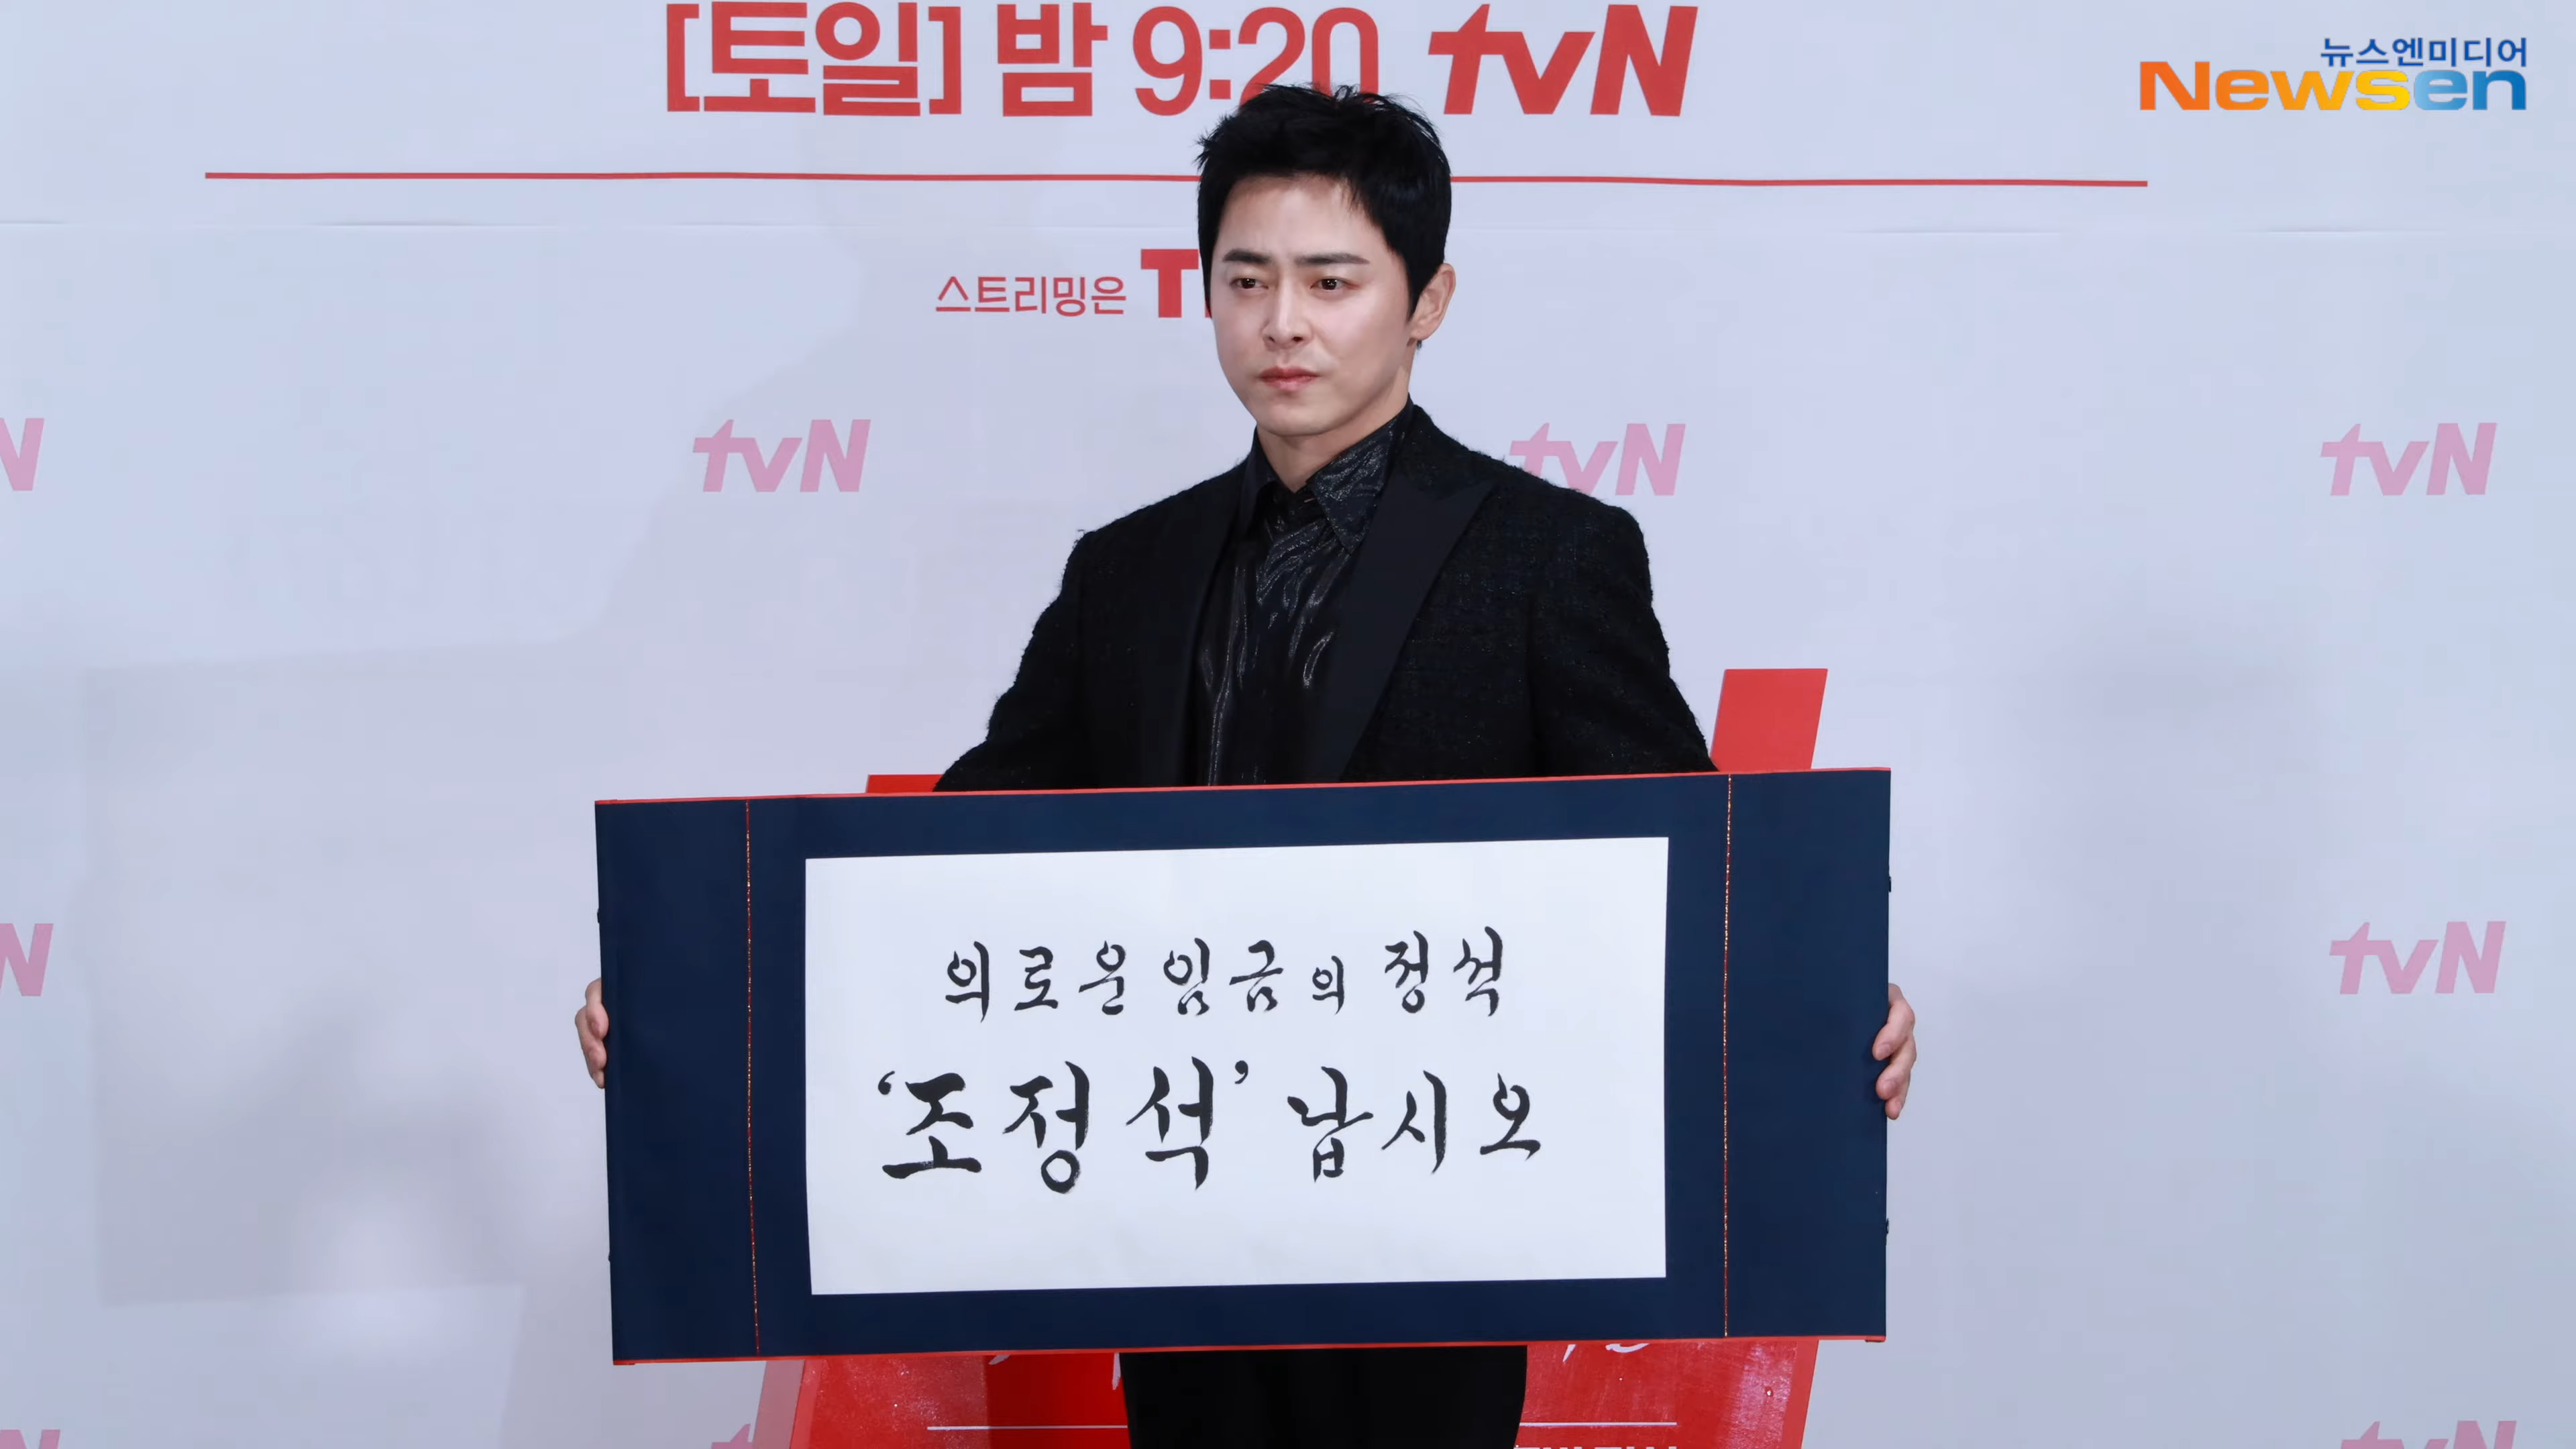 [토일] 밤 9:20 tvN
뉴스엔미디어
Newsen
스트리밍은
tvN
tvN
tvN
tvN
의로운 임금의 정석
‘조정석’ 납시오